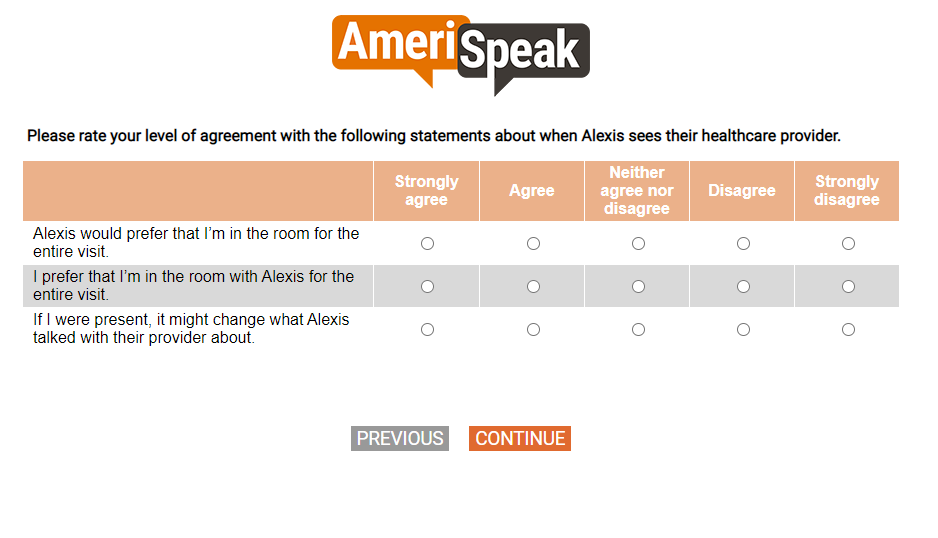 AmeriSpeak
Please rate your level of agreement with the following statements about when Alexis sees their healthcare provider.
Strongly
agree
Agree
Neither
agree nor
disagree
Disagree
Strongly
disagree
Alexis would prefer that I’m in the room for the
entire visit.
I prefer that I’m in the room with Alexis for the
entire visit.
If I were present, it might change what Alexis
talked with their provider about.
PREVIOUS
CONTINUE